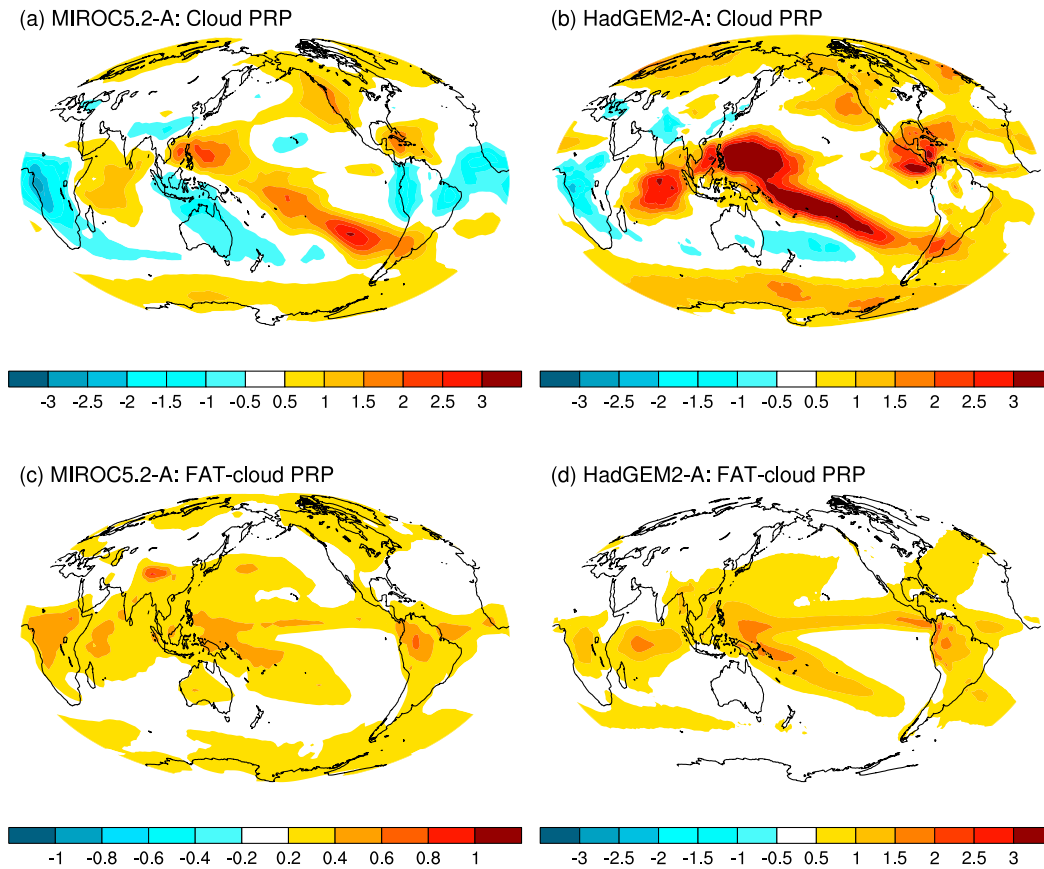 (a) MIROC5.2-A: Cloud PRP
(b) HadGEM2-A: Cloud PRP
-3 -2.5 -2 -1.5 -1 -0.5 0.5 1 1.5 2 2.5 3
-3 -2.5 -2 -1.5 -1 -0.5 0.5 1 1.5 2 2.5 3
(c) MIROC5.2-A: FAT-cloud PRP
(d) HadGEM2-A: FAT-cloud PRP
-1 -0.8 -0.6 -0.4 -0.2 0.2 0.4 0.6 0.8 1
-3 -2.5 -2 -1.5 -1 -0.5 0.5 1 1.5 2 2.5 3